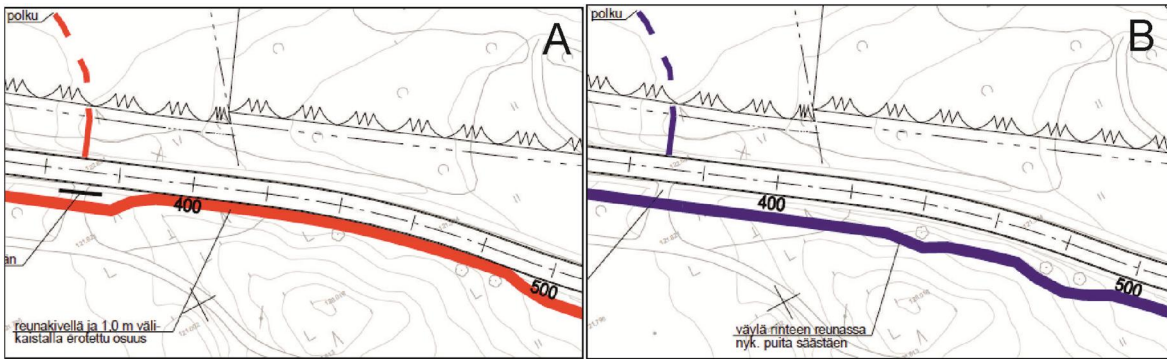 polku
A
400
500
än
reunakivellä ja 1.0 m väli-
kaistalla erotettu osuus
polku
B
400
500
väylä rinteen reunassa
nyk. puita säästäen